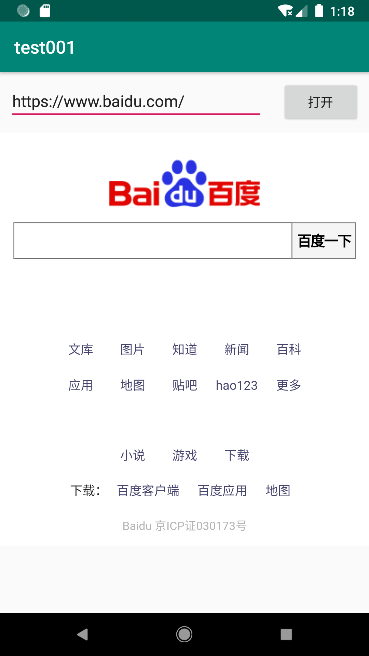 1:18
test001
https://www.baidu.com/ 打开
Bai du 百度
百度一下
文库 图片 知道 新闻 百科
应用 地图 贴吧 hao123 更多
小说 游戏 下载
下载: 百度客户端 百度应用 地图
Baidu 京ICP证030173号